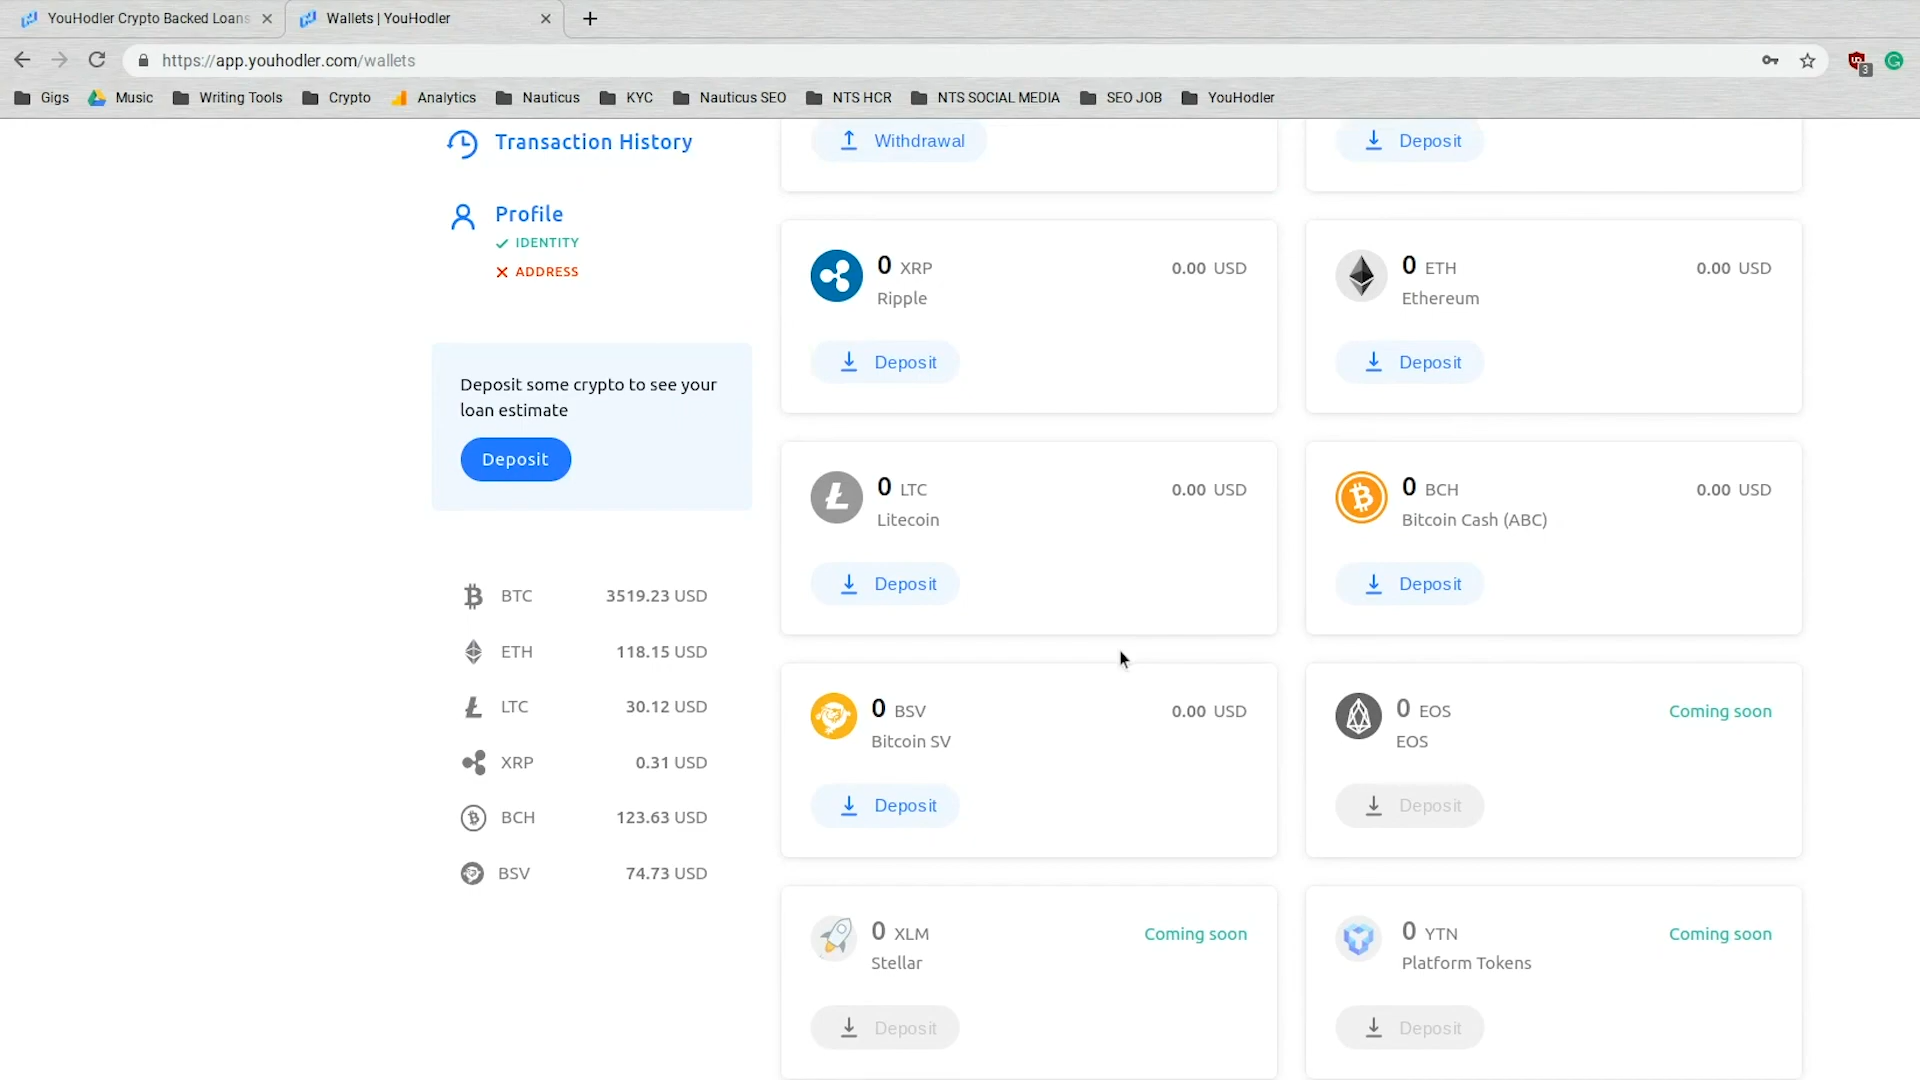 YouHodler Crypto Backed Loans
Wallets | YouHodler
https://app.youhodler.com/wallets
3
Gigs Music Writing Tools Crypto Analytics Nauticus KYC Nauticus SEO NTS HCR NTS SOCIAL MEDIA SEO JOB YouHodler
Transaction History
Profile
IDENTITY
ADDRESS
Deposit some crypto to see your
loan estimate
Deposit
BTC 3519.23 USD
ETH 118.15 USD
LTC 30.12 USD
XRP 0.31 USD
BCH 123.63 USD
BSV 74.73 USD
Withdrawal
Deposit
0 XRP 0.00 USD
Ripple
Deposit
0 ETH 0.00 USD
Ethereum
Deposit
0 LTC 0.00 USD
Litecoin
Deposit
0 BCH 0.00 USD
Bitcoin Cash (ABC)
Deposit
0 BSV 0.00 USD
Bitcoin SV
Deposit
0 EOS Coming soon
EOS
Deposit
0 XLM Coming soon
Stellar
Deposit
0 YTN Coming soon
Platform Tokens
Deposit